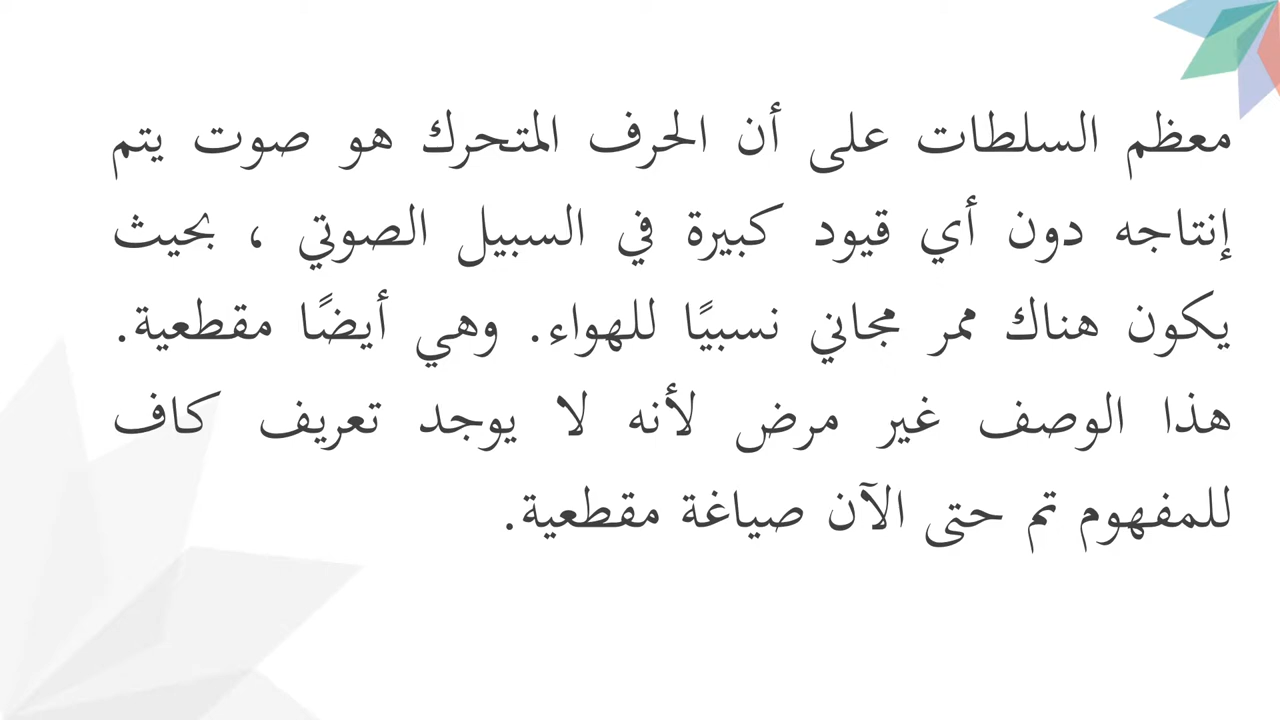 معظم السلطات على أن الحرف المتحرك هو صوت يتم
إنتاجه دون أي قيود كبيرة في السبيل الصوتي ، بحيث
يكون هناك ممر مجاني نسبيًا للهواء. وهي أيضًا مقطعية.
هذا الوصف غير مرض لأنه لا يوجد تعريف كاف
للمفهوم تم حتى الآن صياغة مقطعية.